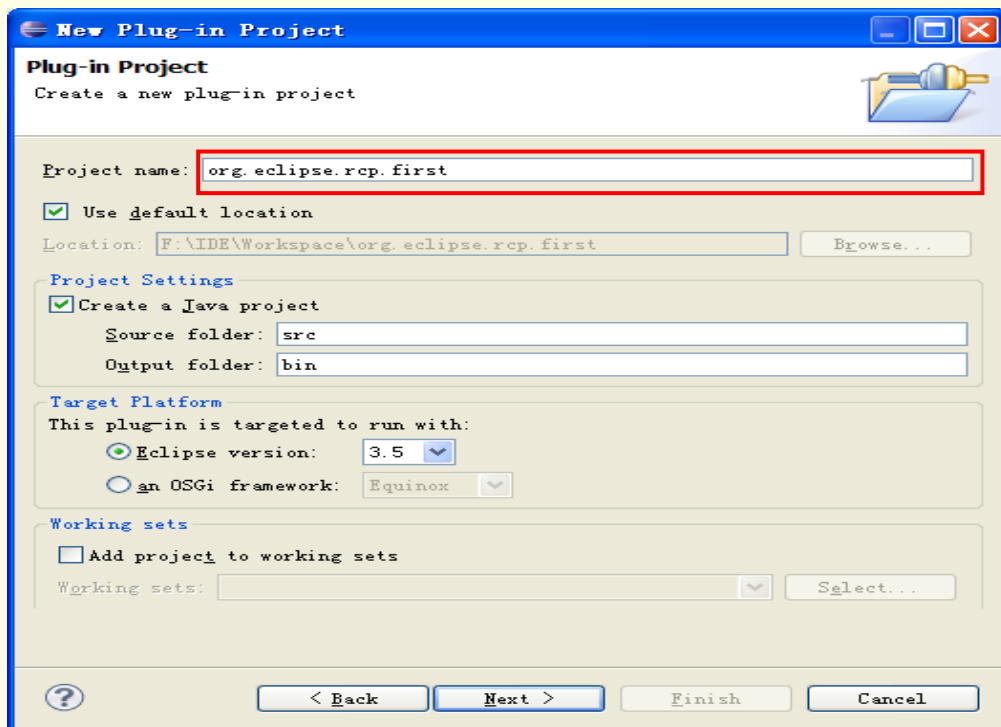 New Plug-in Project
Plug-in Project
Create a new plug-in project
Project name: org.eclipse.rcp.first
Use default location
Location: F:\IDE\Workspace\org.eclipse.rcp.first Browse...
Project Settings
Create a Java project
Source folder: src
Output folder: bin
Target Platform
This plug-in is targeted to run with:
Eclipse version: 3.5
an OSGi framework: Equinox
Working sets
Add project to working sets
Working sets: Select...
? < Back Next > Finish Cancel